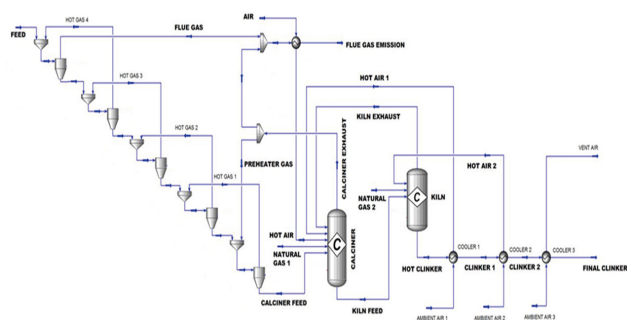 HOT GAS 4
AIR
FEED
FLUE GAS
FLUE GAS EMISSION
HOT GAS 3
HOT AIR 1
KILN EXHAUST
HOT GAS 2
CALCINER EXHAUST
VENT AIR
PREHEATER GAS
HOT AIR 2
HOT GAS 1
NATURAL
GAS 2
C
KILN
HOT AIR
C
CALCINER
NATURAL
GAS 1
COOLER 1
COOLER 2
COOLER 3
HOT CLINKER
CLINKER 1
CLINKER 2
FINAL CLINKER
CALCINER FEED
KILN FEED
AMBIENT AIR 1
AMBIENT AIR 2
AMBIENT AIR 3